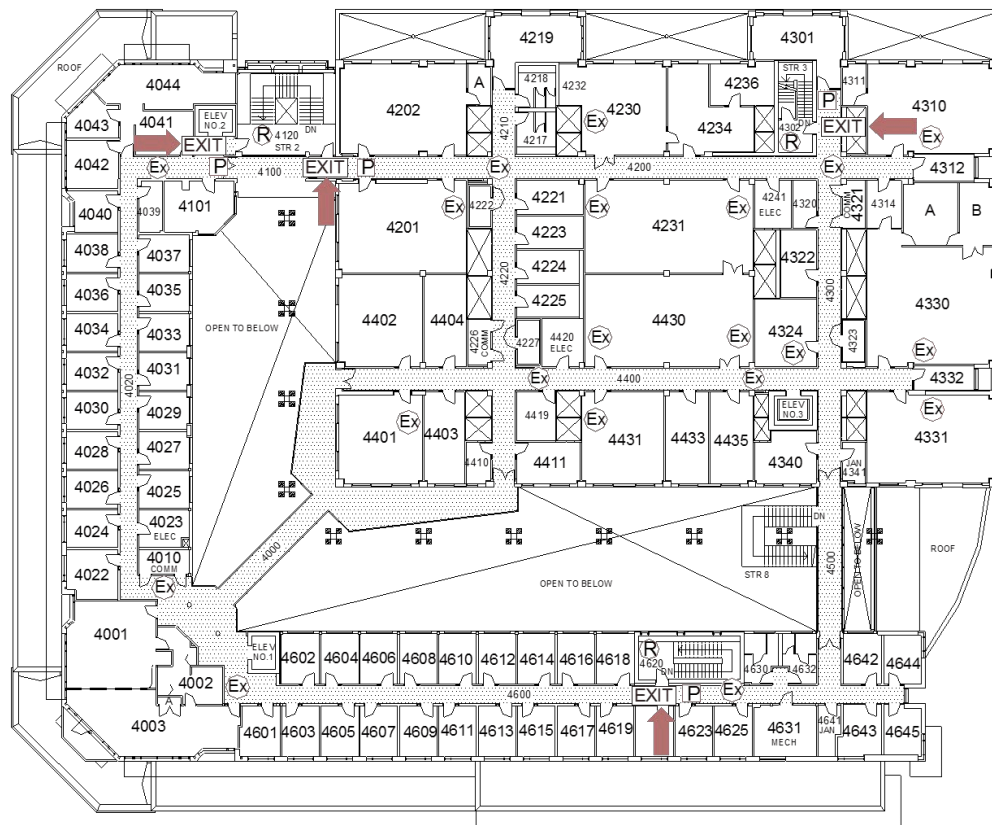 4219
4301
ROOF
4044
ELEV
NO.2
4120
DN
STR 2
4202
A
4218
4232
4217
4210
4230
4236
4234
STR 3
DN
4302
4311
P
4310
4043
4041
EXIT
R
EXIT
R
Ex
Ex
4042
Ex
P
4100
EXIT
P
Ex
4200
Ex
4312
4040
4039
4101
4201
Ex
4222
4221
4231
Ex
4241
ELEC
4320
COMM
4321
4314
A
B
4038
4037
4223
4322
4036
4035
OPEN TO BELOW
4402
4404
4220
4224
4225
4430
4300
4330
4034
4033
4226
COMM
4227
4420
ELEC
Ex
Ex
4324
Ex
4323
Ex
4032
4031
4020
Ex
4400
Ex
4332
4030
4029
4401
Ex
4403
4419
Ex
4431
4433
4435
ELEV
NO.3
Ex
4331
4028
4027
4410
4411
4340
JAN
4341
4026
4025
4024
4023
ELEC
4000
DN
STR 8
4500
OPEN TO BELOW
ROOF
4022
4010
COMM
Ex
OPEN TO BELOW
4001
4002
ELEV
NO.1
4602
4604
4606
4608
4610
4612
4614
4616
4618
R
4620
DN
4630
4632
4642
4644
Ex
4600
EXIT
P
Ex
A
4003
4601
4603
4605
4607
4609
4611
4613
4615
4617
4619
4623
4625
4631
MECH
4641
JAN
4643
4645